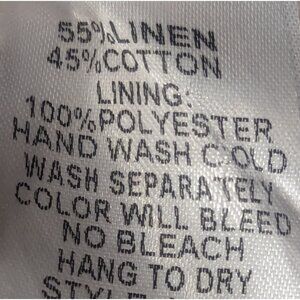 55%LINEN
45%COTTON
LINING:
100%POLYESTER
HAND WASH COLD
WASH SEPARATELY
COLOR WILL BLEED
NO BLEACH
HANG TO DRY
STYLE